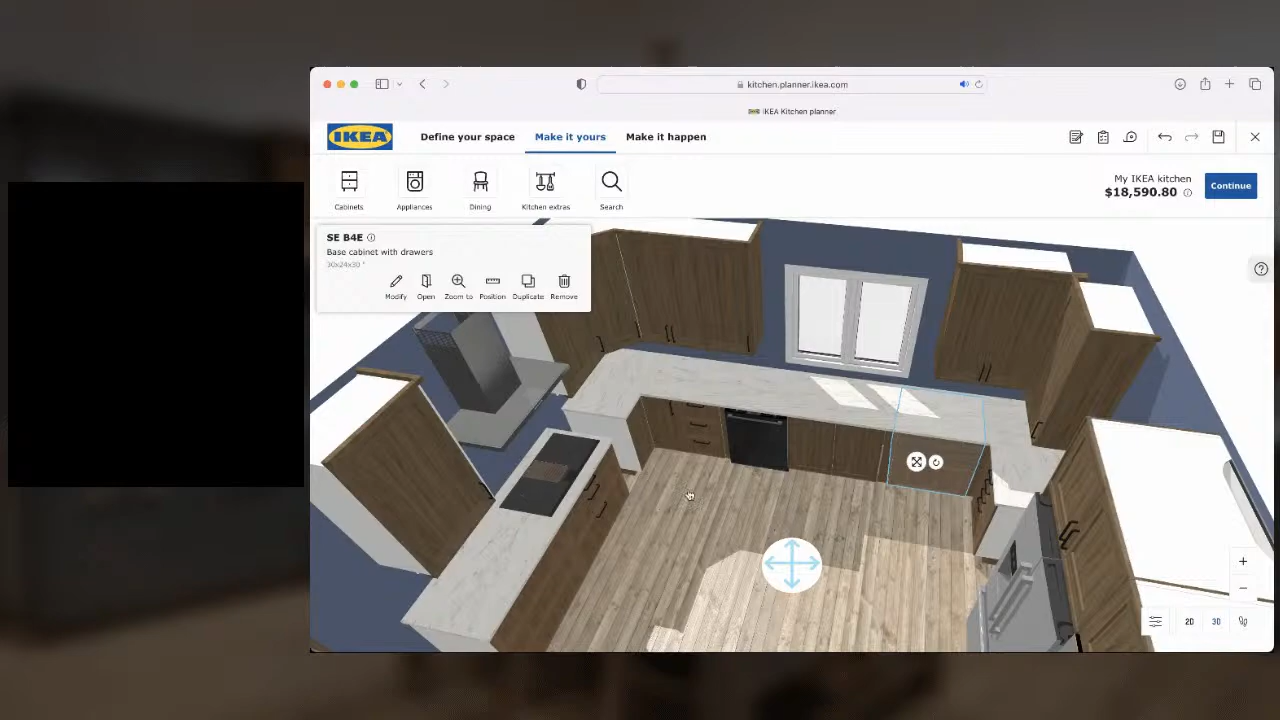 kitchen.planner.ikea.com
IKEA Kitchen planner
IKEA
Define your space
Make it yours
Make it happen
Cabinets
Appliances
Dining
Kitchen extras
Search
My IKEA kitchen
$18,590.80
Continue
SE B4E
Base cabinet with drawers
30x24x30 "
Modify
Open
Zoom to
Position
Duplicate
Remove
2D
3D